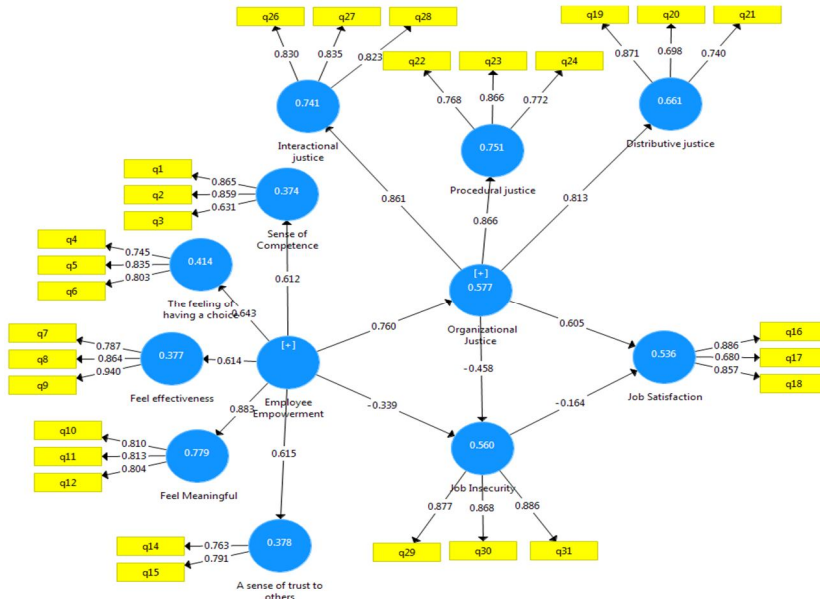 q26
q27
q28
q19
q20
q21
0.830
0.835
0.823
q22
q23
q24
0.871
0.698
0.740
0.768
0.866
0.772
0.741
Interactional
justice
0.751
Procedural justice
0.661
Distributive justice
q1
q2
q3
0.865
0.859
0.631
0.374
Sense of
Competence
0.861
0.866
0.813
q4
q5
q6
0.745
0.835
0.803
0.414
The feeling of
having a choice
0.643
0.612
[+]
0.577
Organizational
Justice
q7
q8
q9
0.787
0.864
0.940
0.377
Feel effectiveness
0.614
[+]
Employee
Empowerment
0.760
0.605
-0.458
-0.339
-0.164
0.536
Job Satisfaction
0.886
0.680
0.857
q16
q17
q18
q10
q11
q12
0.810
0.813
0.804
0.779
Feel Meaningful
0.883
0.615
0.560
Job Insecurity
0.877
0.868
0.886
q29
q30
q31
q14
q15
0.763
0.791
0.378
A sense of trust to
others